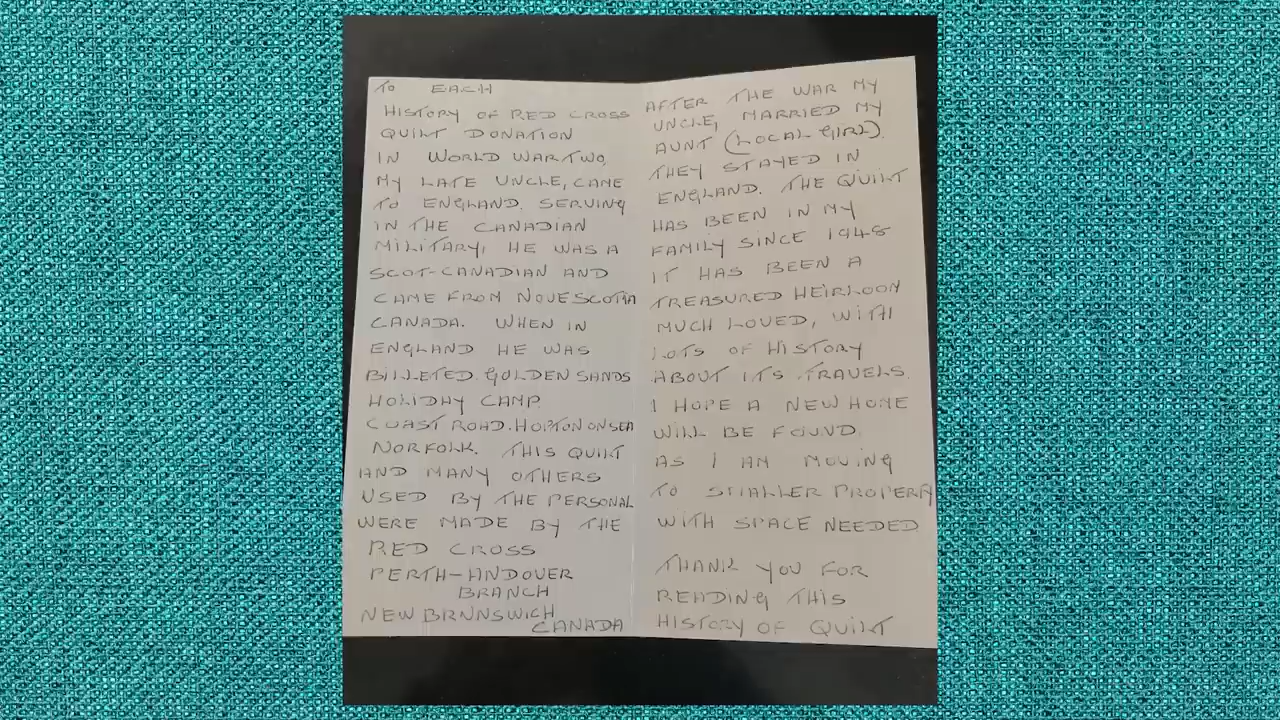 TO EACH
HISTORY OF RED CROSS
QUILT DONATION
IN WORLD WAR TWO,
MY LATE UNCLE, CAME
TO ENGLAND. SERVING
IN THE CANADIAN
MILITARY, HE WAS A
SCOT-CANADIAN AND
CAME FROM NOVESCOTIA
CANADA. WHEN IN
ENGLAND HE WAS
BILLETED. GOLDEN SANDS
HOLIDAY CAMP.
COAST ROAD. HOPTON ON SEA
NORFOLK. THIS QUILT
AND MANY OTHERS
USED BY THE PERSONAL
WERE MADE BY THE
RED CROSS
PERTH-ANDOVER
BRANCH
NEW BRNNSWICH
CANADA
AFTER THE WAR MY
UNCLE, MARRIED MY
AUNT (LOCAL GIRL).
THEY STAYED IN
ENGLAND. THE QUILT
HAS BEEN IN MY
FAMILY SINCE 1948
IT HAS BEEN A
TREASURED HEIRLOOM
MUCH LOVED, WITH
LOTS OF HISTORY
ABOUT ITS TRAVELS.
I HOPE A NEW HOME
WILL BE FOUND.
AS I AM MOVING
TO SMALLER PROPERTY
WITH SPACE NEEDED
THANK YOU FOR
READING THIS
HISTORY OF QUILT